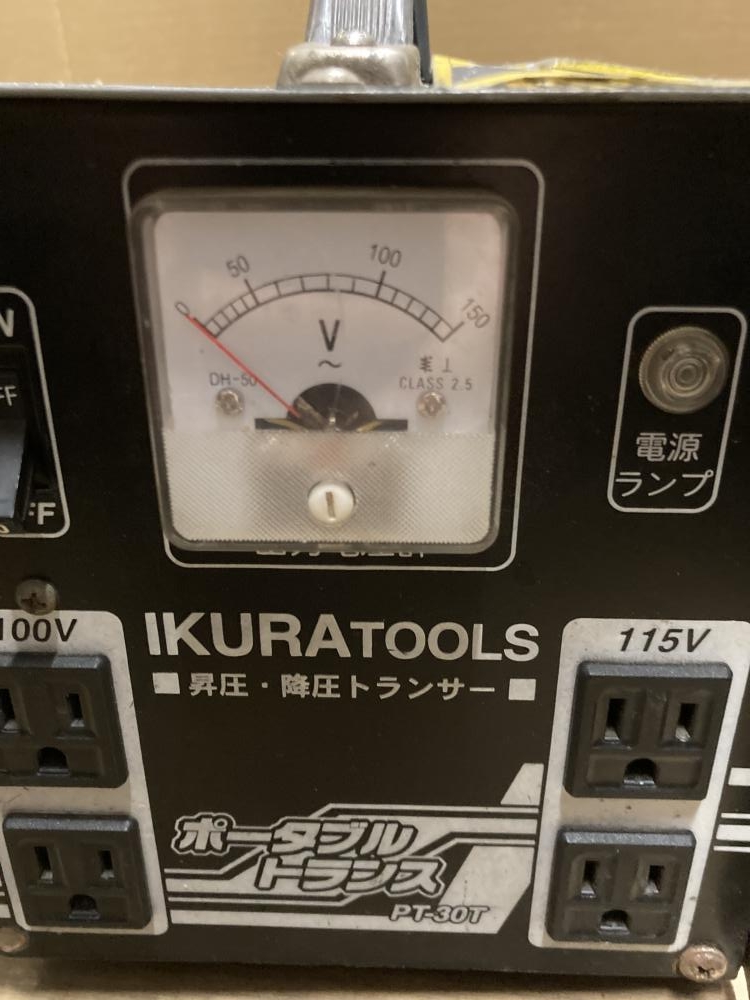 0
50
100
150
V
~
DH-50
CLASS 2.5
電源
ランプ
100V
IKURATOOLS
■昇圧・降圧トランサー■
115V
ポータブル
トランス
PT-30T